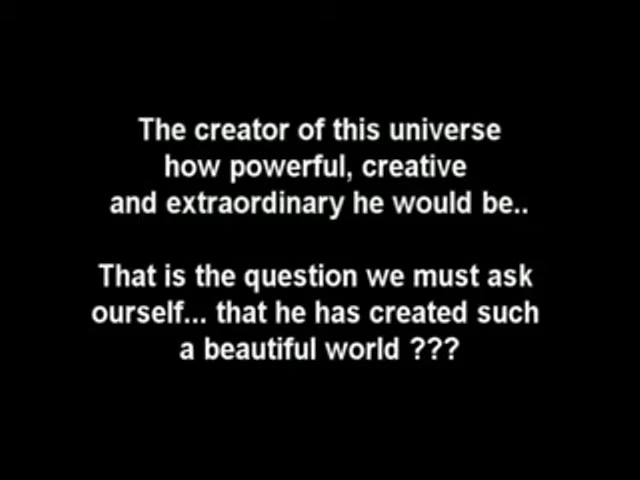 The creator of this universe
how powerful, creative
and extraordinary he would be..
That is the question we must ask
ourself... that he has created such
a beautiful world ???